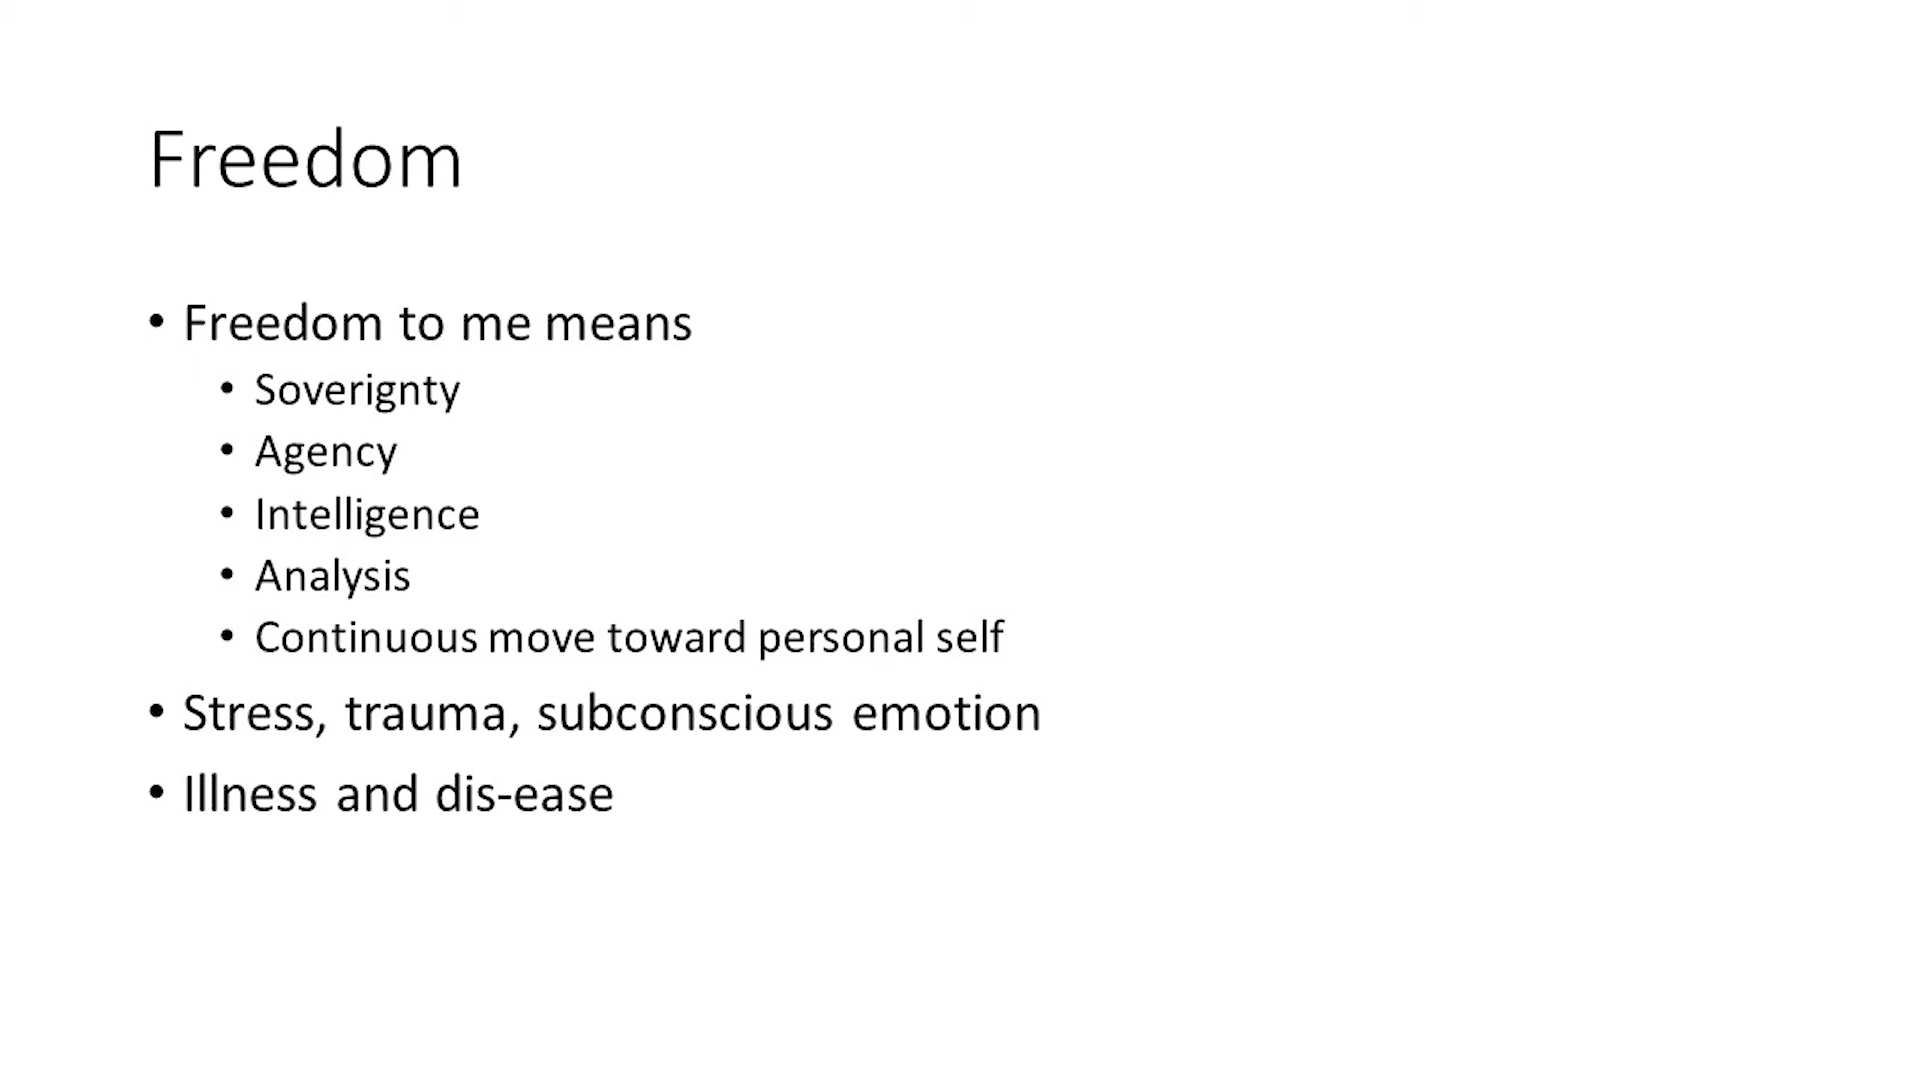 Freedom
• Freedom to me means
• Soverignty
• Agency
• Intelligence
• Analysis
• Continuous move toward personal self
• Stress, trauma, subconscious emotion
• Illness and dis-ease